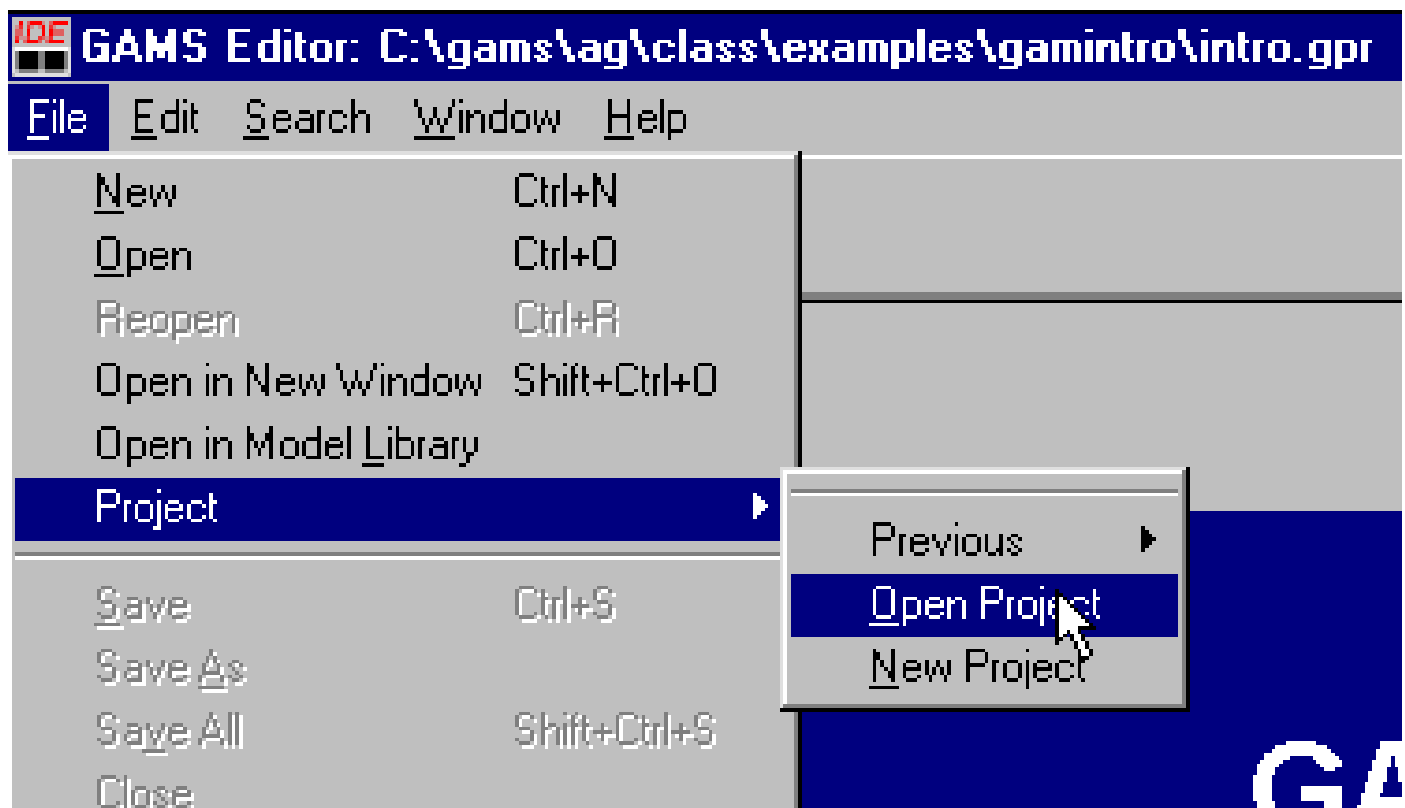 IDE GAMS Editor: C:\gams\ag\class\examples\gamintro\intro.gpr
File Edit Search Window Help
New Ctrl+N
Open Ctrl+O
Reopen Ctrl+R
Open in New Window Shift+Ctrl+O
Open in Model Library
Project
Previous
Open Project
New Project
Save Ctrl+S
Save As
Save All Shift+Ctrl+S
Close
GA